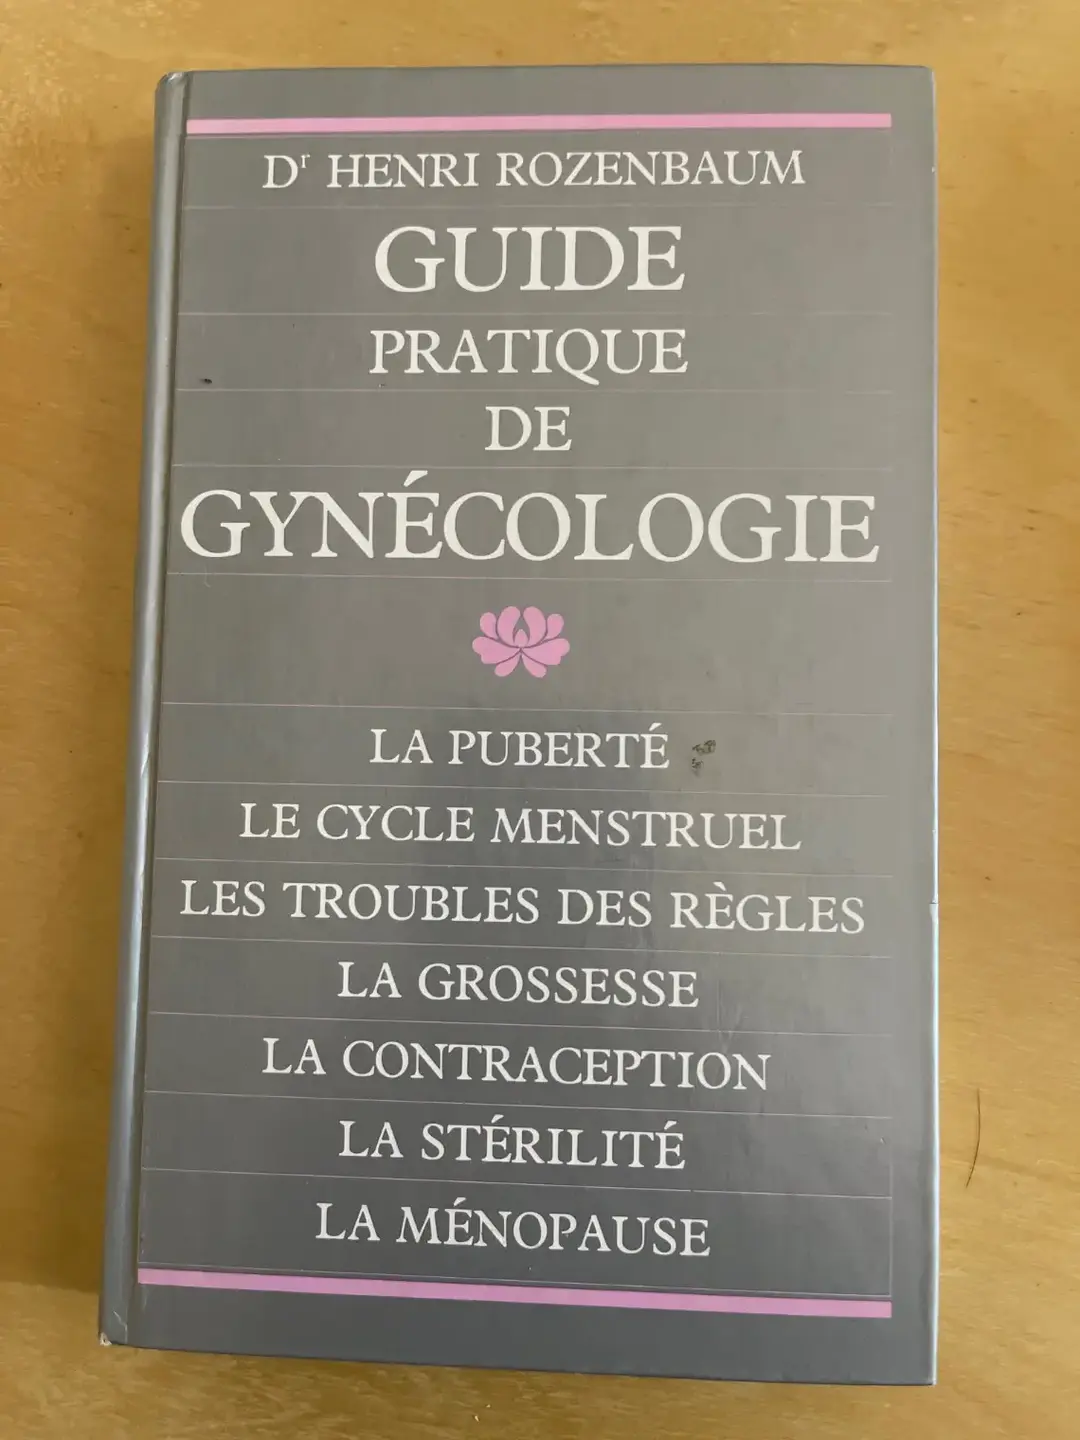 Dr HENRI ROZENBAUM
GUIDE
PRATIQUE
DE
GYNÉCOLOGIE
LA PUBERTÉ
LE CYCLE MENSTRUEL
LES TROUBLES DES RÈGLES
LA GROSSESSE
LA CONTRACEPTION
LA STÉRILITÉ
LA MÉNOPAUSE